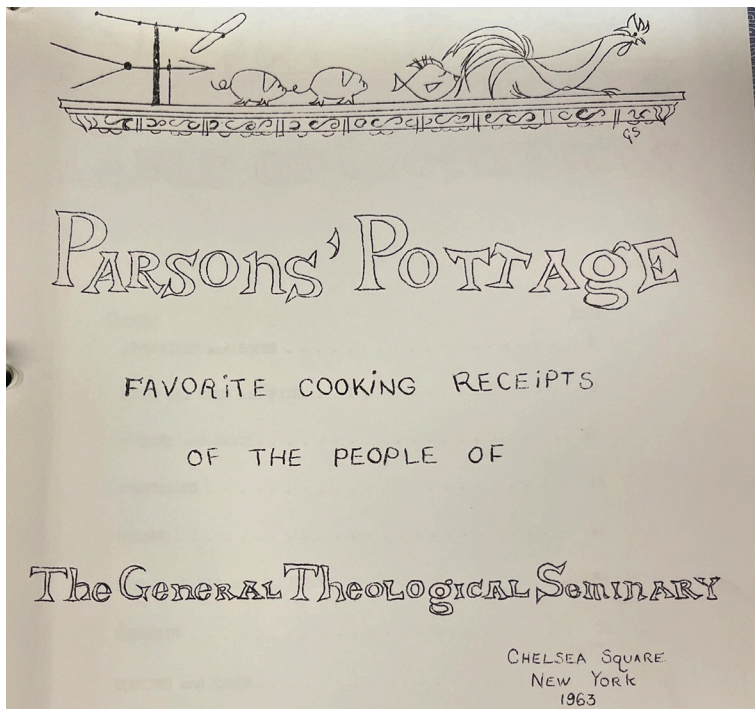 GS
PARSONS' POTTAGE
FAVORITE COOKING RECEIPTS
OF THE PEOPLE OF
The GENERAL Theological Seminary
CHELSEA SQUARE
NEW YORK
1963